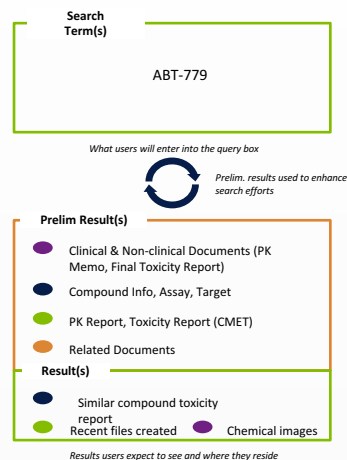 Search
Term(s)
ABT-779
What users will enter into the query box
Prelim. results used to enhance
search efforts
Prelim Result(s)
Clinical & Non-clinical Documents (PK
Memo, Final Toxicity Report)
Compound Info, Assay, Target
PK Report, Toxicity Report (CMET)
Related Documents
Result(s)
Similar compound toxicity
report
Recent files created
Chemical images
Results users expect to see and where they reside